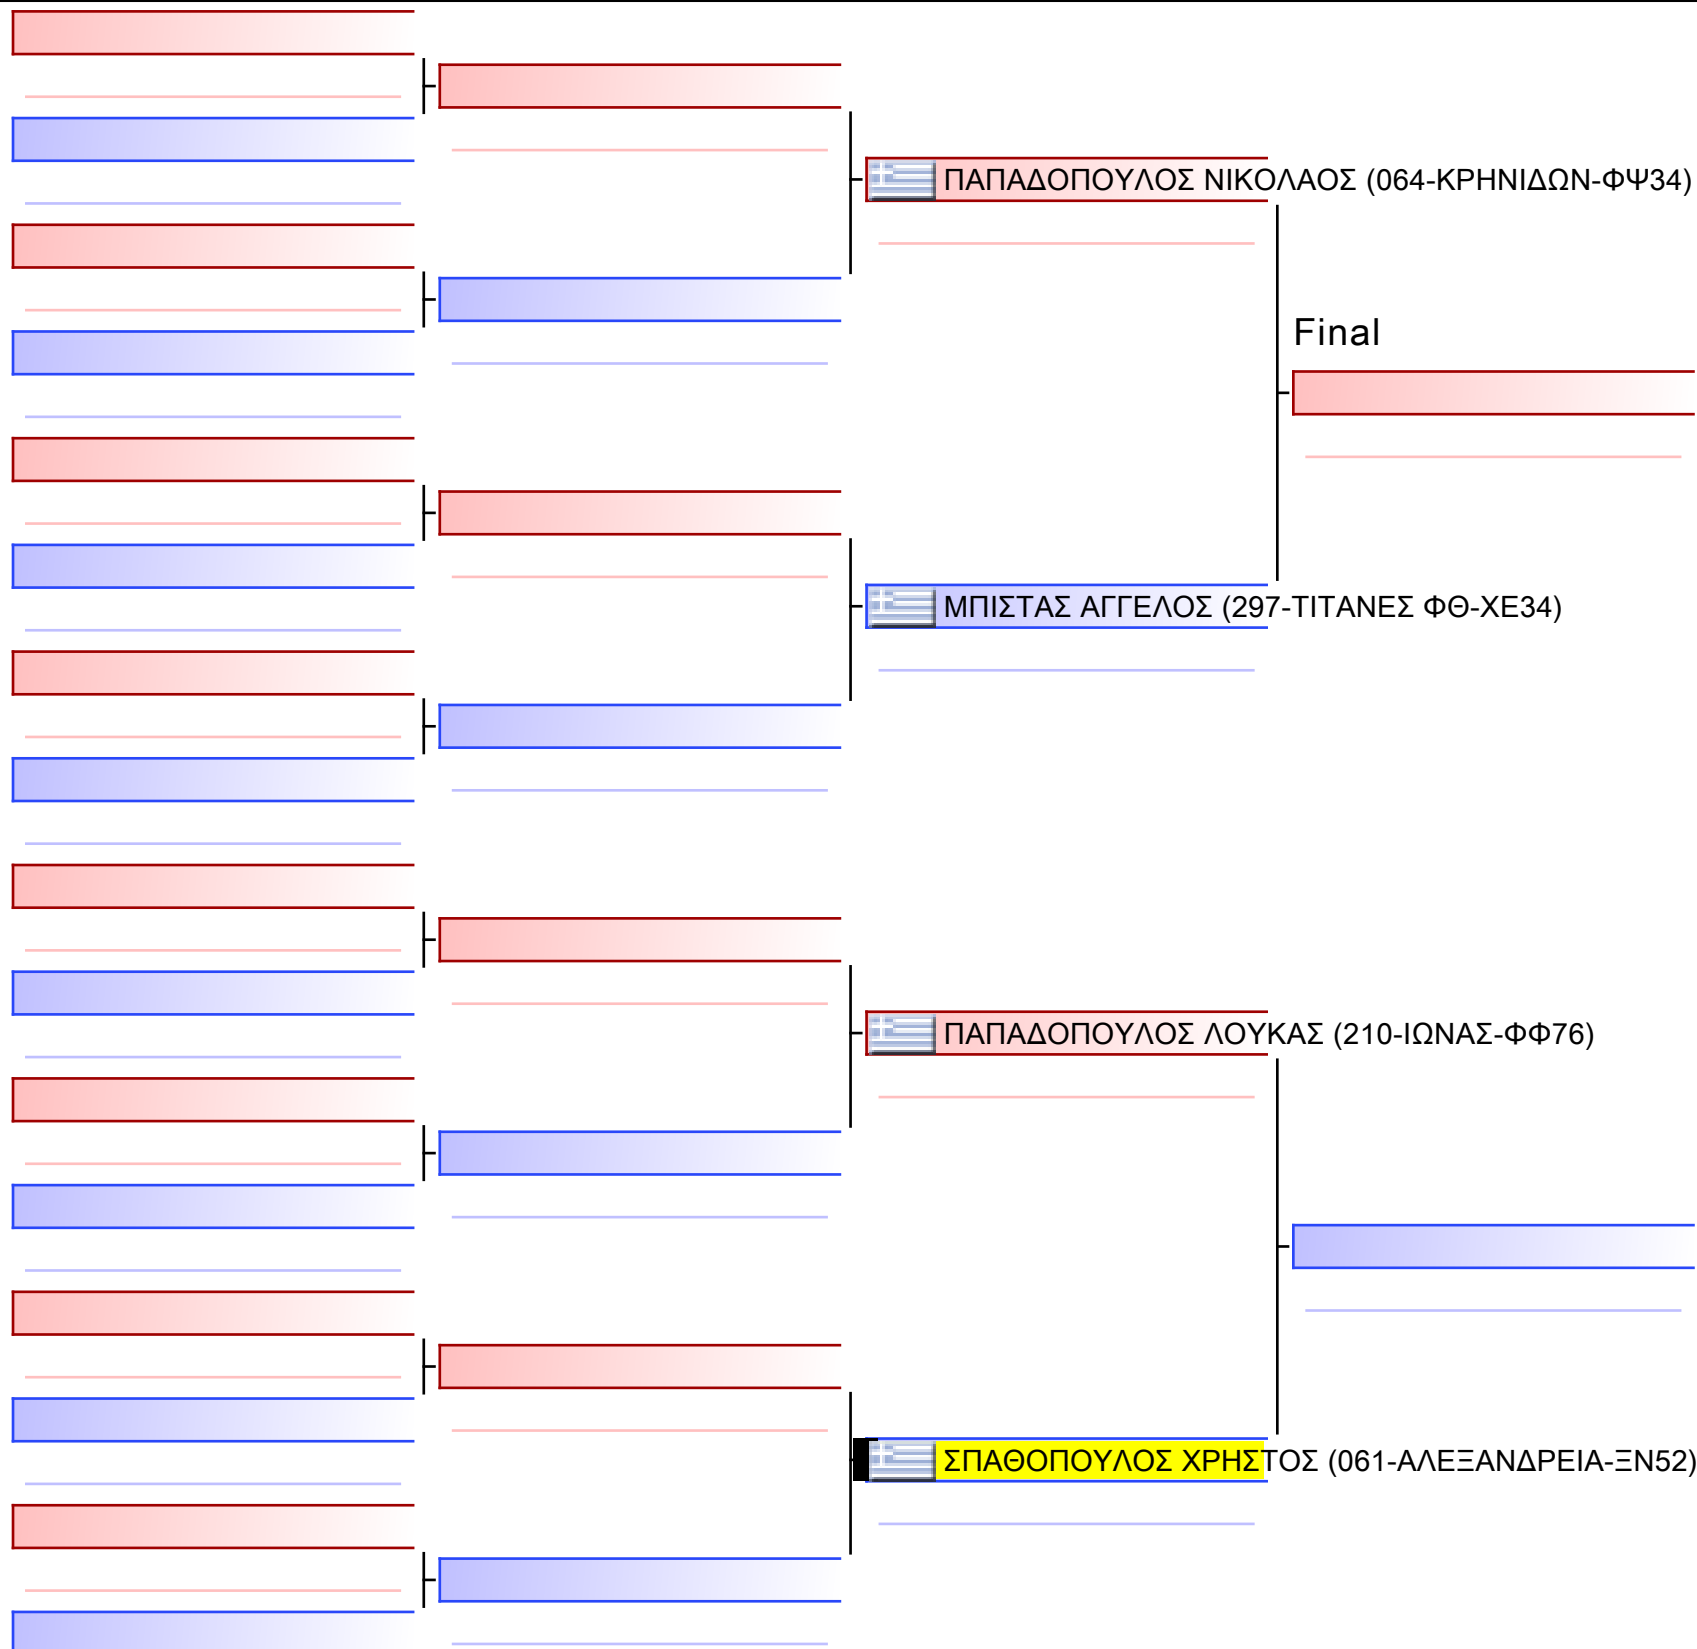 ΠΑΠΑΔΟΠΟΥΛΟΣ ΝΙΚΟΛΑΟΣ (064-ΚΡΗΝΙΔΩΝ-ΦΨ34)
Final
ΜΠΙΣΤΑΣ ΑΓΓΕΛΟΣ (297-ΤΙΤΑΝΕΣ ΦΘ-ΧΕ34)
ΠΑΠΑΔΟΠΟΥΛΟΣ ΛΟΥΚΑΣ (210-ΙΩΝΑΣ-ΦΦ76)
ΣΠΑΘΟΠΟΥΛΟΣ ΧΡΗΣΤΟΣ (061-ΑΛΕΞΑΝΔΡΕΙΑ-ΞΝ52)